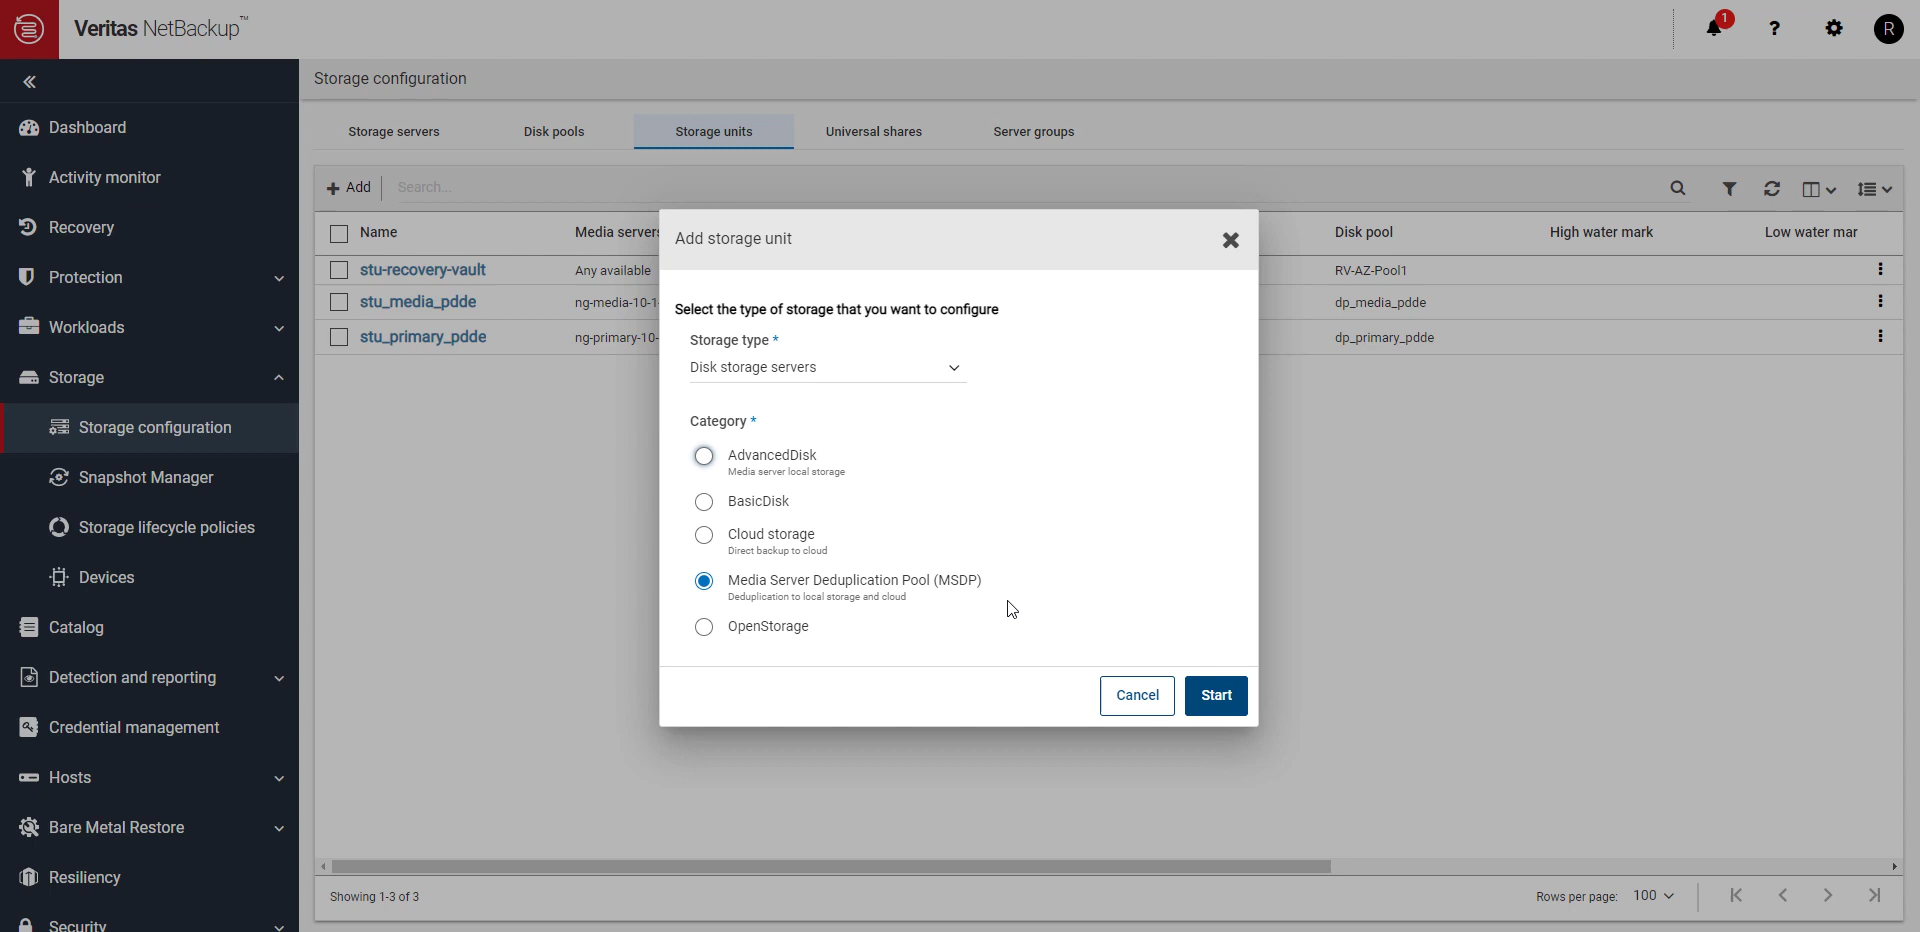 Veritas NetBackup™
1
?
R
Storage configuration
Dashboard
Activity monitor
Recovery
Protection
Workloads
Storage
Storage configuration
Snapshot Manager
Storage lifecycle policies
Devices
Catalog
Detection and reporting
Credential management
Hosts
Bare Metal Restore
Resiliency
Security
Storage servers Disk pools Storage units Universal shares Server groups
Add Search...
Name Media servers Disk pool High water mark Low water mar
stu-recovery-vault Any available RV-AZ-Pool1
stu_media_pdde ng-media-10-1- dp_media_pdde
stu_primary_pdde ng-primary-10- dp_primary_pdde
Add storage unit
Select the type of storage that you want to configure
Storage type *
Disk storage servers
Category *
AdvancedDisk
Media server local storage
BasicDisk
Cloud storage
Direct backup to cloud
Media Server Deduplication Pool (MSDP)
Deduplication to local storage and cloud
OpenStorage
Cancel Start
Showing 1-3 of 3 Rows per page: 100